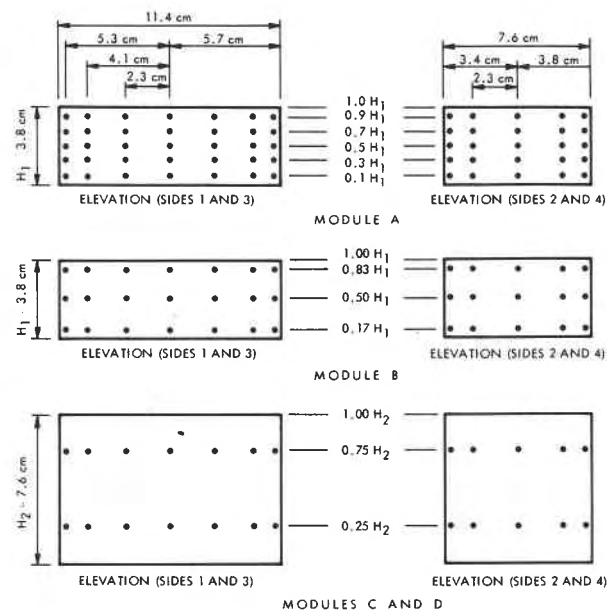 11.4 cm
5.3 cm 5.7 cm
4.1 cm
2.3 cm
7.6 cm
3.4 cm 3.8 cm
2.3 cm
H₁ - 3.8 cm
1.0 H₁
0.9 H₁
0.7 H₁
0.5 H₁
0.3 H₁
0.1 H₁
ELEVATION (SIDES 1 AND 3)
ELEVATION (SIDES 2 AND 4)
MODULE A
H₁ - 3.8 cm
1.00 H₁
0.83 H₁
0.50 H₁
0.17 H₁
ELEVATION (SIDES 1 AND 3)
ELEVATION (SIDES 2 AND 4)
MODULE B
H₂ - 7.6 cm
1.00 H₂
0.75 H₂
0.25 H₂
ELEVATION (SIDES 1 AND 3)
ELEVATION (SIDES 2 AND 4)
MODULES C AND D